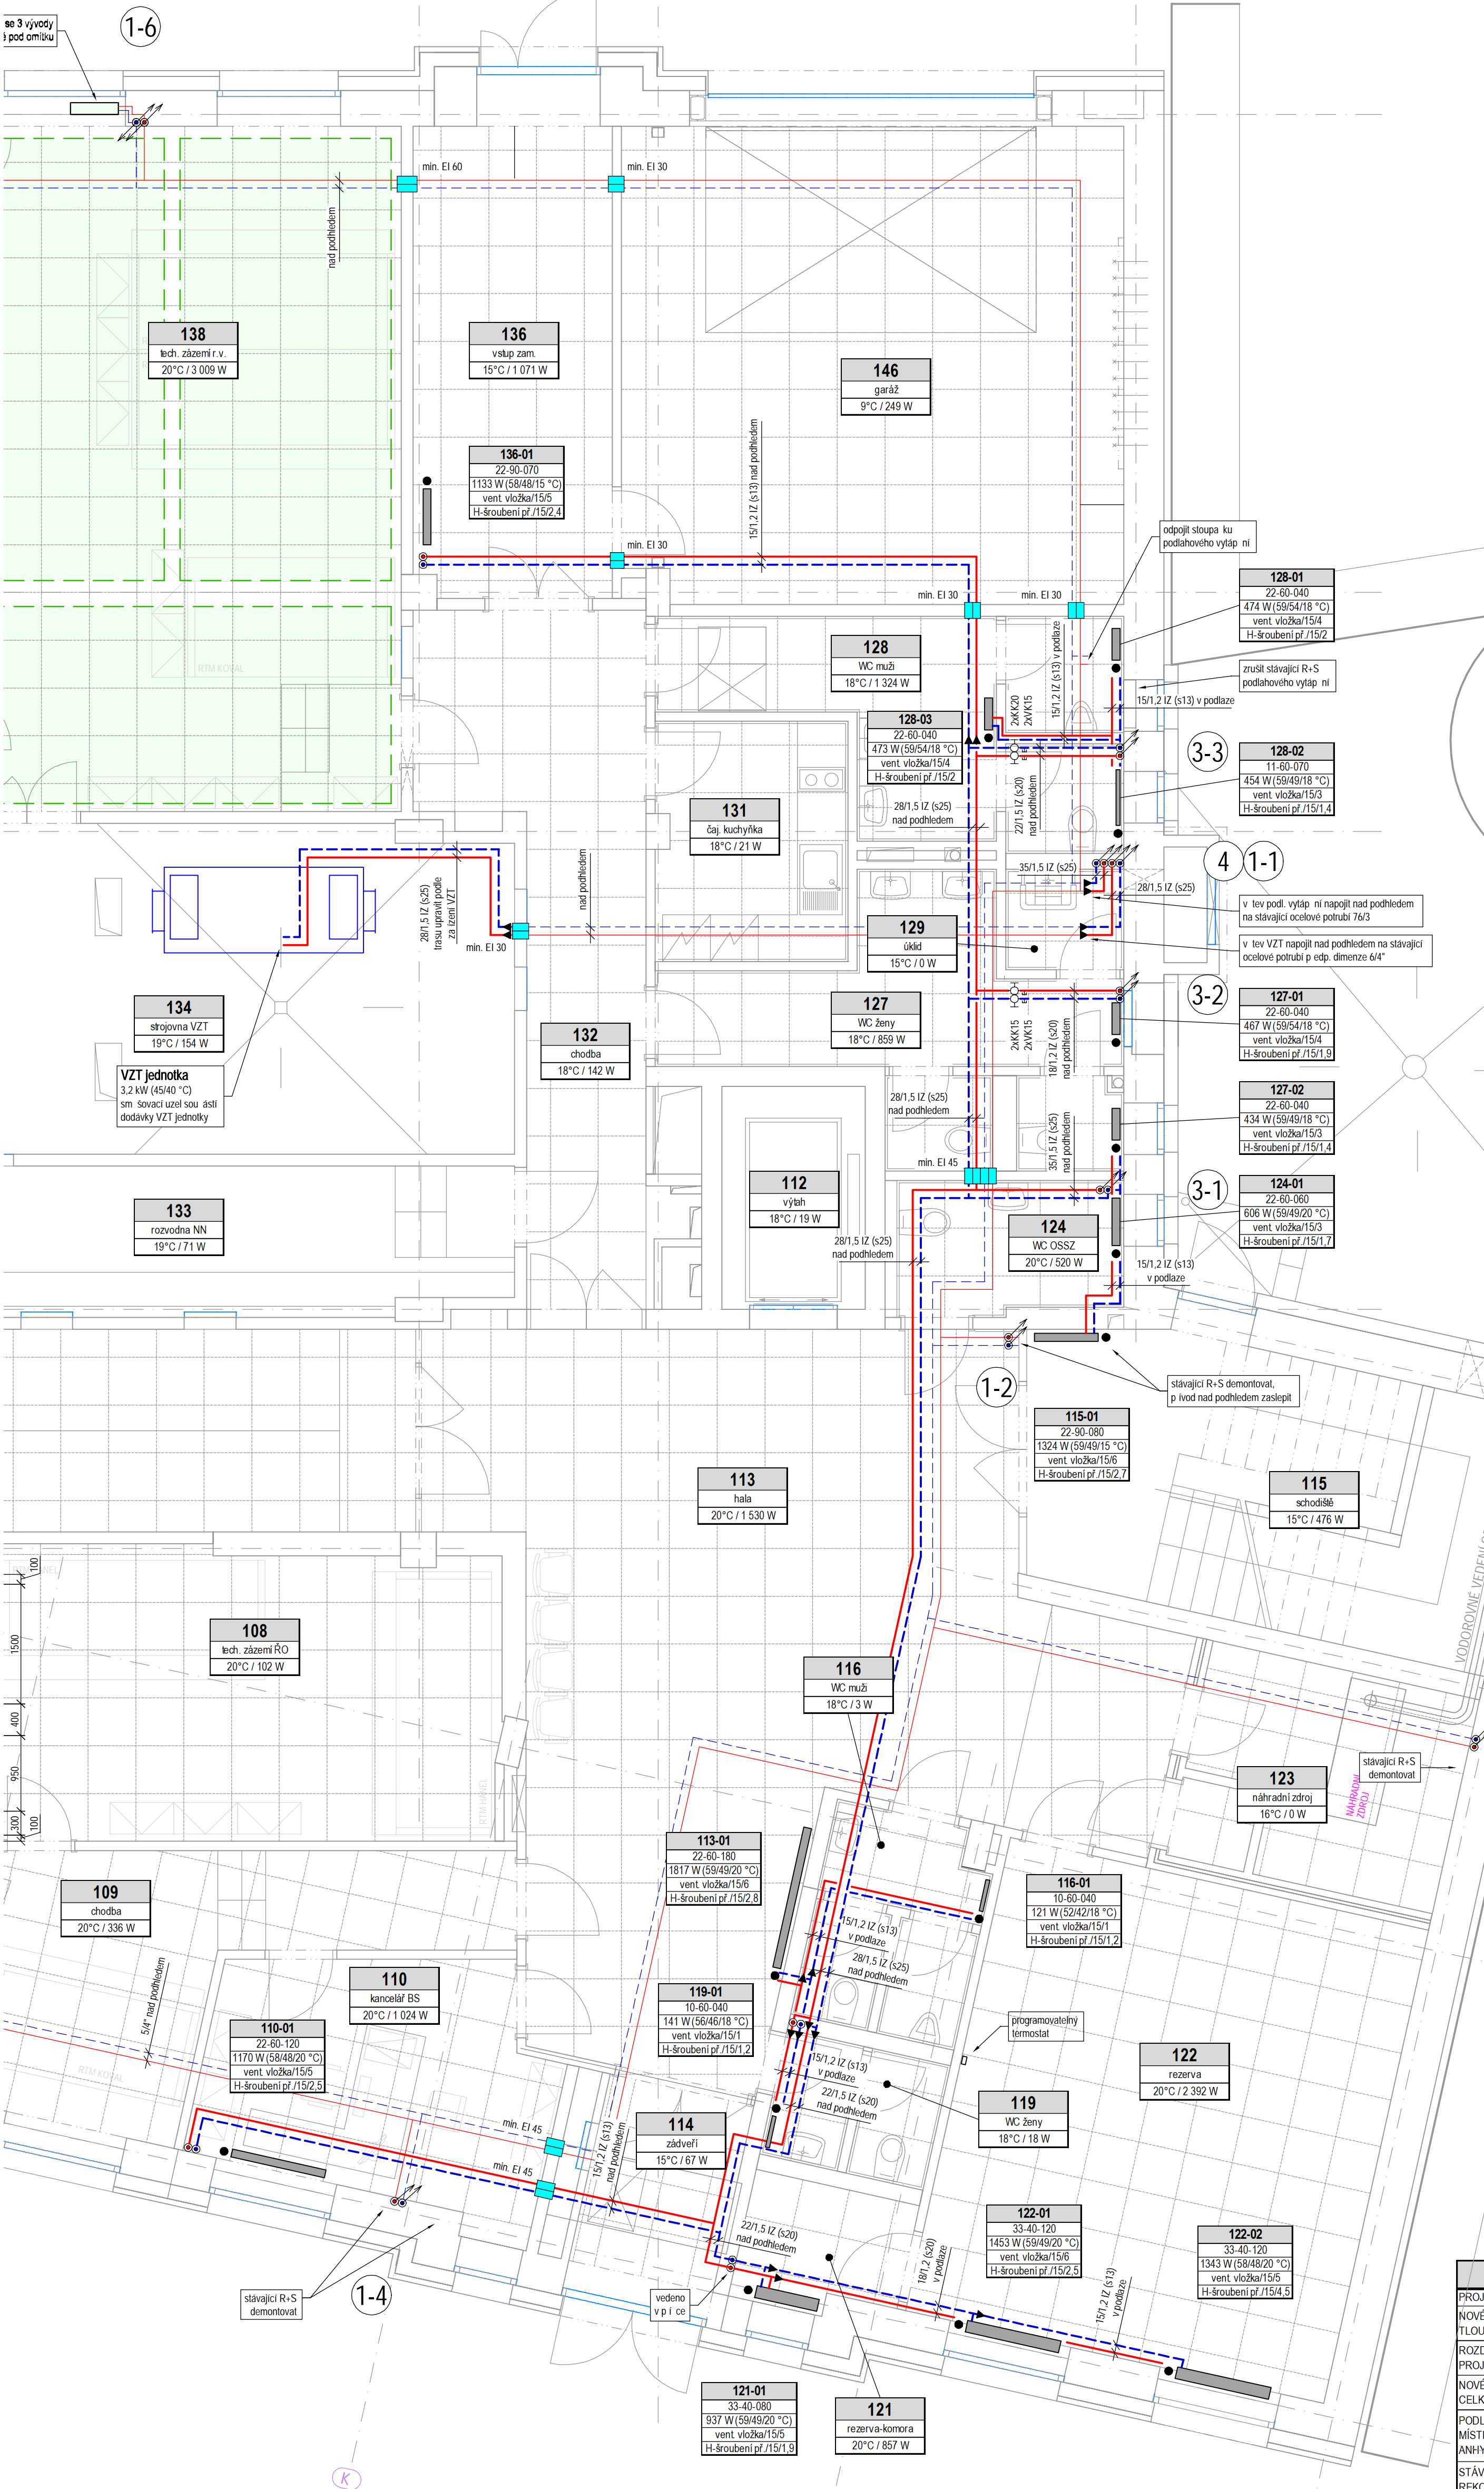 se 3 vývody
pod omítku
1-6
min. EI 60
min. EI 30
nad podhledem
138
tech. zázemí r.v.
20°C / 3 009 W
136
vstup zam.
15°C / 1 071 W
146
garáž
9°C / 249 W
136-01
22-90-070
1133 W (58/48/15 °C)
vent. vložka/15/5
H-šroubení př./15/2,4
15/1,2 IZ (s13) nad podhledem
min. EI 30
odpojit stoupa ku
podlahového vytáp ní
min. EI 30
min. EI 30
128-01
22-60-040
474 W (59/54/18 °C)
vent. vložka/15/4
H-šroubení př./15/2
128
WC muži
18°C / 1 324 W
RTM KOVAL
zrušit stávající R+S
podlahového vytáp ní
15/1,2 IZ (s13) v podlaze
15/1,2 IZ (s13) v podlaze
2xKK20
2xVK15
128-03
22-60-040
473 W (59/54/18 °C)
vent. vložka/15/4
H-šroubení př./15/2
3-3
128-02
11-60-070
454 W (59/49/18 °C)
vent. vložka/15/3
H-šroubení př./15/1,4
131
čaj. kuchyňka
18°C / 21 W
28/1,5 IZ (s25)
nad podhledem
22/1,5 IZ (s20)
nad podhledem
35/1,5 IZ (s25)
4
1-1
28/1,5 IZ (s25)
28/1,5 IZ (s25)
trasu upravit podle
za ízení VZT
nad podhledem
min. EI 30
129
úklid
15°C / 0 W
v tev podl. vytáp ní napojit nad podhledem
na stávající ocelové potrubí 76/3
v tev VZT napojit nad podhledem na stávající
ocelové potrubí p edp. dimenze 6/4"
134
strojovna VZT
19°C / 154 W
132
chodba
18°C / 142 W
127
WC ženy
18°C / 859 W
2xKK15
2xVK15
18/1,2 IZ (s20)
nad podhledem
3-2
127-01
22-60-040
467 W (59/54/18 °C)
vent. vložka/15/4
H-šroubení př./15/1,9
VZT jednotka
3,2 kW (45/40 °C)
sm šovací uzel sou ástí
dodávky VZT jednotky
28/1,5 IZ (s25)
nad podhledem
127-02
22-60-040
434 W (59/49/18 °C)
vent. vložka/15/3
H-šroubení př./15/1,4
min. EI 45
35/1,5 IZ (s25)
nad podhledem
3-1
124-01
22-60-060
606 W (59/49/20 °C)
vent. vložka/15/3
H-šroubení př./15/1,7
112
výtah
18°C / 19 W
133
rozvodna NN
19°C / 71 W
124
WC OSSZ
20°C / 520 W
28/1,5 IZ (s25)
nad podhledem
15/1,2 IZ (s13)
v podlaze
1-2
stávající R+S demontovat,
p ívod nad podhledem zaslepit
115-01
22-90-080
1324 W (59/49/15 °C)
vent. vložka/15/6
H-šroubení př./15/2,7
113
hala
20°C / 1 530 W
115
schodiště
15°C / 476 W
100
1500
400
950
300
100
108
tech. zázemí ŘO
20°C / 102 W
116
WC muži
18°C / 3 W
123
náhradní zdroj
16°C / 0 W
NÁHRADNÍ
ZDROJ
stávající R+S
demontovat
113-01
22-60-180
1817 W (59/49/20 °C)
vent. vložka/15/6
H-šroubení př./15/2,8
109
chodba
20°C / 336 W
116-01
10-60-040
121 W (52/42/18 °C)
vent. vložka/15/1
H-šroubení př./15/1,2
15/1,2 IZ (s13)
v podlaze
28/1,5 IZ (s25)
nad podhledem
5/4" nad podhledem
110
kancelář BS
20°C / 1 024 W
119-01
10-60-040
141 W (56/46/18 °C)
vent. vložka/15/1
H-šroubení př./15/1,2
110-01
22-60-120
1170 W (58/48/20 °C)
vent. vložka/15/5
H-šroubení př./15/2,5
RTM KOVAL
programovatelný
termostat
122
rezerva
20°C / 2 392 W
15/1,2 IZ (s13)
v podlaze
22/1,5 IZ (s20)
nad podhledem
119
WC ženy
18°C / 18 W
114
zádveří
15°C / 67 W
min. EI 45
min. EI 45
15/1,2 IZ (s13)
nad podhledem
22/1,5 IZ (s20)
nad podhledem
18/1,2 (s20)
v podlaze
122-01
33-40-120
1453 W (59/49/20 °C)
vent. vložka/15/6
H-šroubení př./15/2,5
122-02
33-40-120
1343 W (58/48/20 °C)
vent. vložka/15/5
H-šroubení př./15/4,5
15/1,2 IZ (s13)
v podlaze
stávající R+S
demontovat
1-4
vedeno
v p í ce
121-01
33-40-080
937 W (59/49/20 °C)
vent. vložka/15/5
H-šroubení př./15/1,9
121
rezerva-komora
20°C / 857 W
K
VODOROVNÉ VEDENÍ
PROJ
NOVÉ
TLOU
ROZD
PROJ
NOVÉ
CELK
PODL
MÍST
ANHY
STÁV
REKO